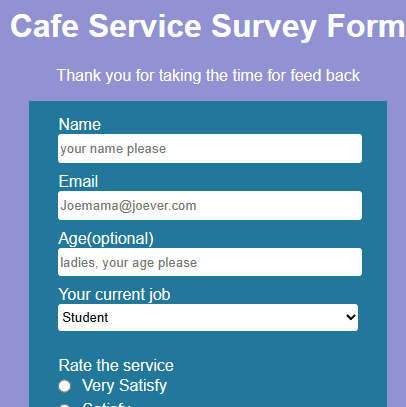 Cafe Service Survey Form
Thank you for taking the time for feed back
Name
your name please
Email
Joemama@joever.com
Age(optional)
ladies, your age please
Your current job
Student
Rate the service
Very Satisfy
Satisfy